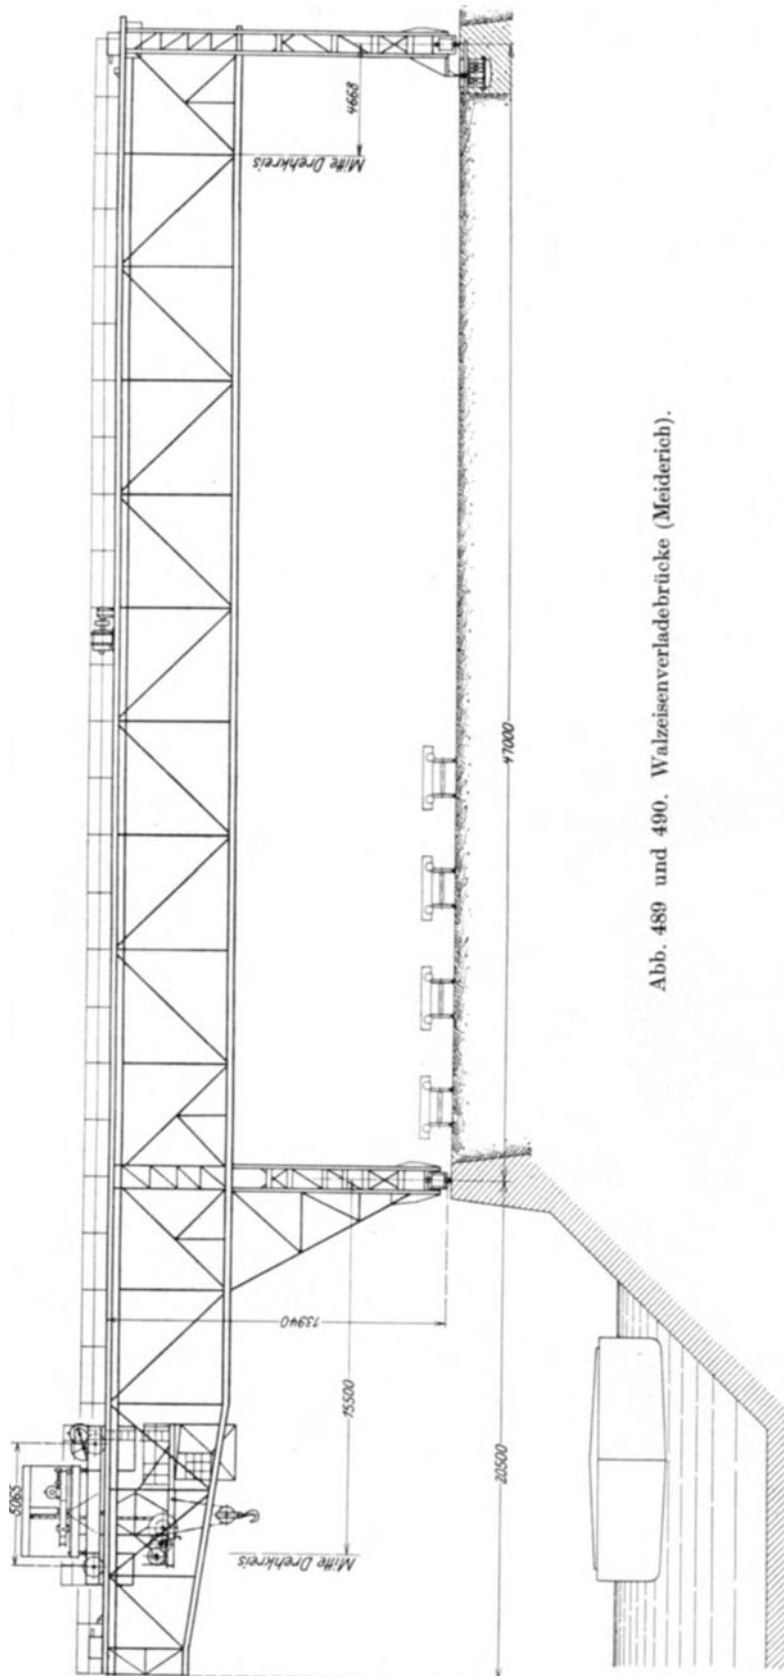 4668
Mitte Drehkreis
47000
13940
15500
5065
Mitte Drehkreis
20500
Abb. 489 und 490. Walzeisenverladebrücke (Meiderich).